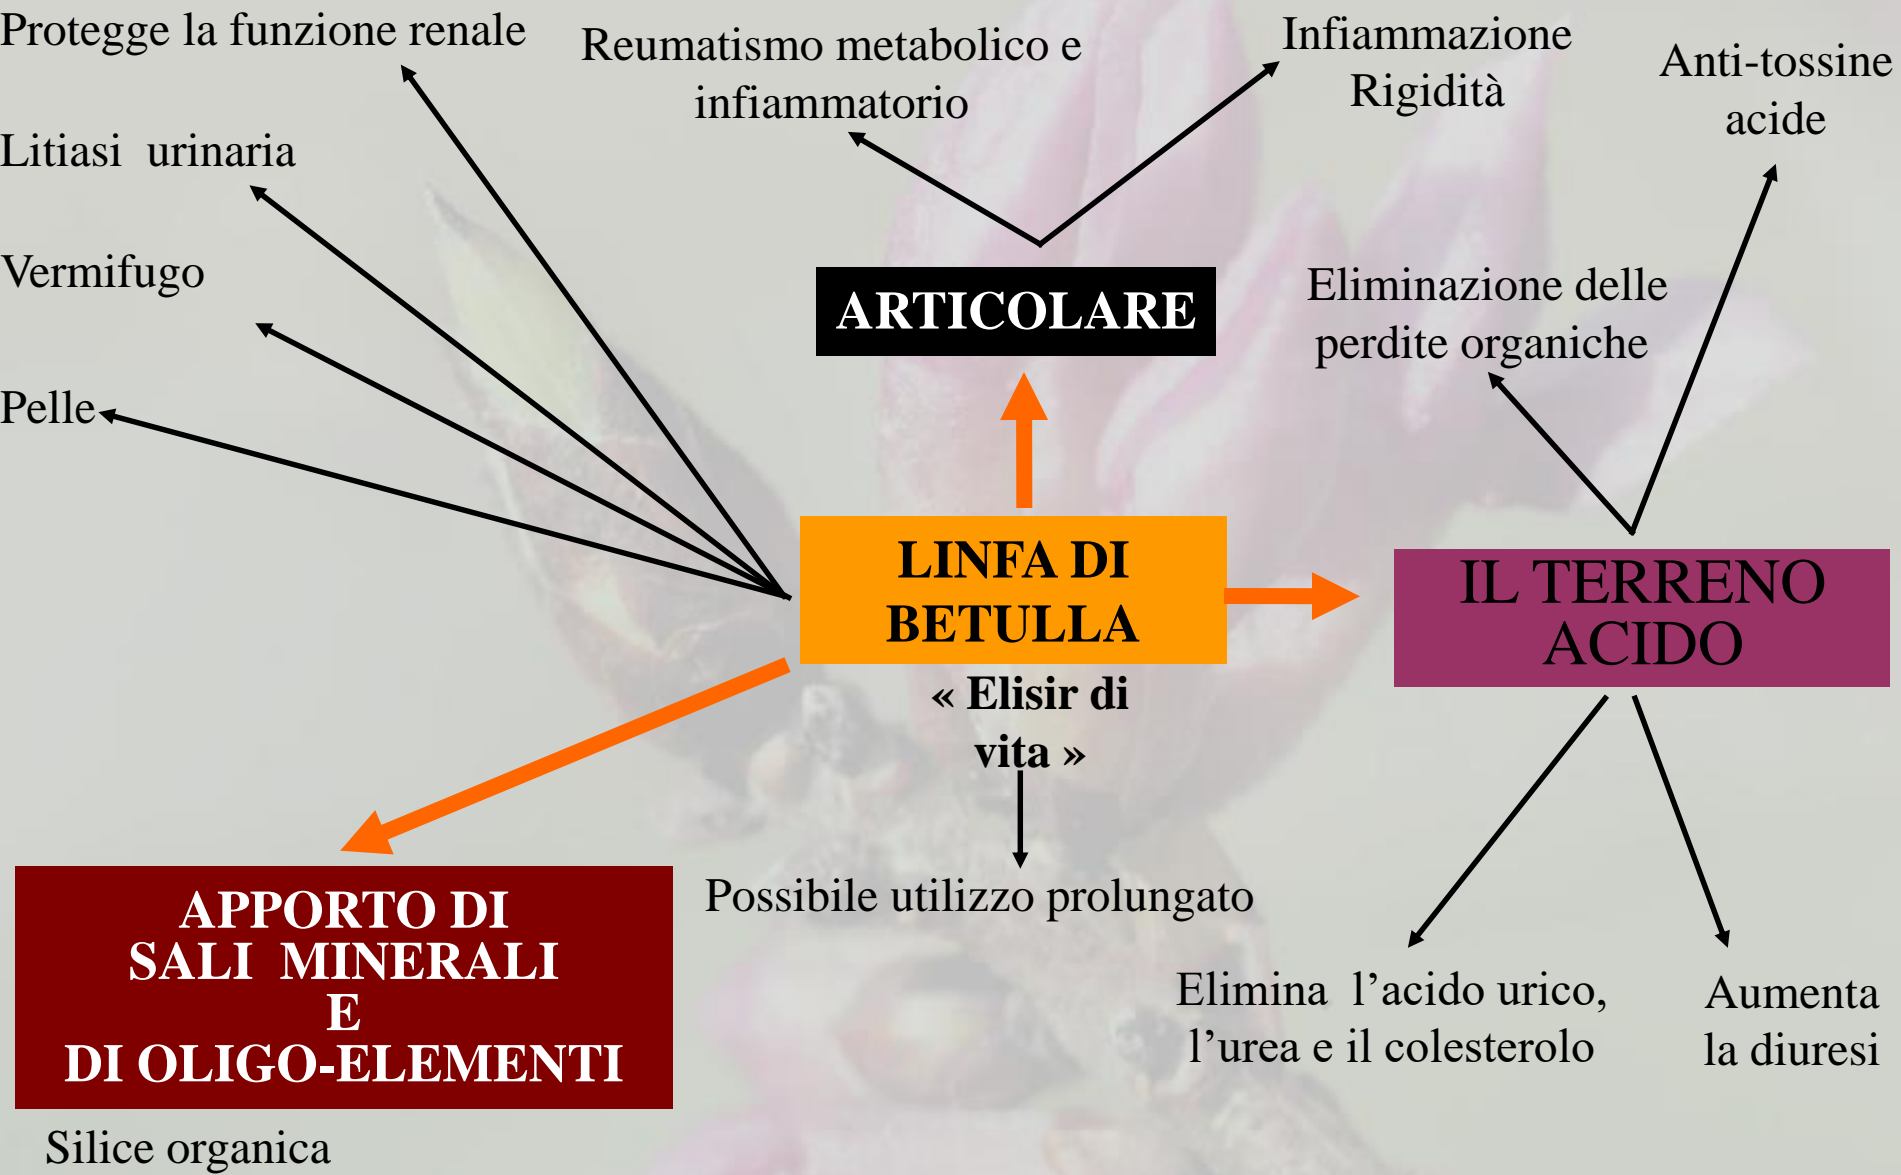 Protegge la funzione renale
Litiasi  urinaria
Vermifugo
Pelle
Reumatismo metabolico e
infiammatorio
Infiammazione
Rigidità
Anti-tossine
acide
ARTICOLARE
Eliminazione delle
perdite organiche
LINFA DI
BETULLA
« Elisir di
vita »
IL TERRENO
ACIDO
Possibile utilizzo prolungato
APPORTO DI
SALI  MINERALI
E
DI OLIGO-ELEMENTI
Silice organica
Elimina  l’acido urico,
l’urea e il colesterolo
Aumenta
la diuresi